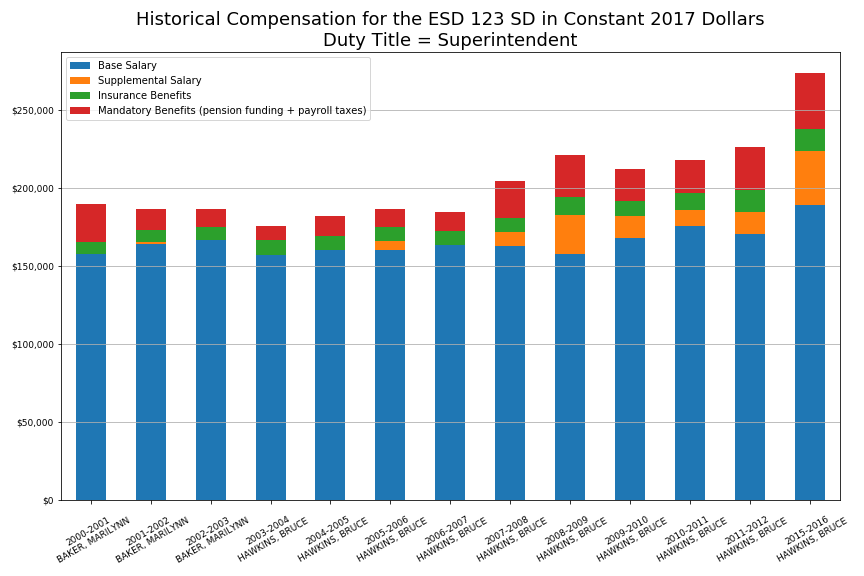 Historical Compensation for the ESD 123 SD in Constant 2017 Dollars
Duty Title = Superintendent
Base Salary
Supplemental Salary
Insurance Benefits
Mandatory Benefits (pension funding + payroll taxes)
$250,000
$200,000
$150,000
$100,000
$50,000
$0
2000-2001
BAKER, MARILYNN
2001-2002
BAKER, MARILYNN
2002-2003
BAKER, MARILYNN
2003-2004
HAWKINS, BRUCE
2004-2005
HAWKINS, BRUCE
2005-2006
HAWKINS, BRUCE
2006-2007
HAWKINS, BRUCE
2007-2008
HAWKINS, BRUCE
2008-2009
HAWKINS, BRUCE
2009-2010
HAWKINS, BRUCE
2010-2011
HAWKINS, BRUCE
2011-2012
HAWKINS, BRUCE
2015-2016
HAWKINS, BRUCE